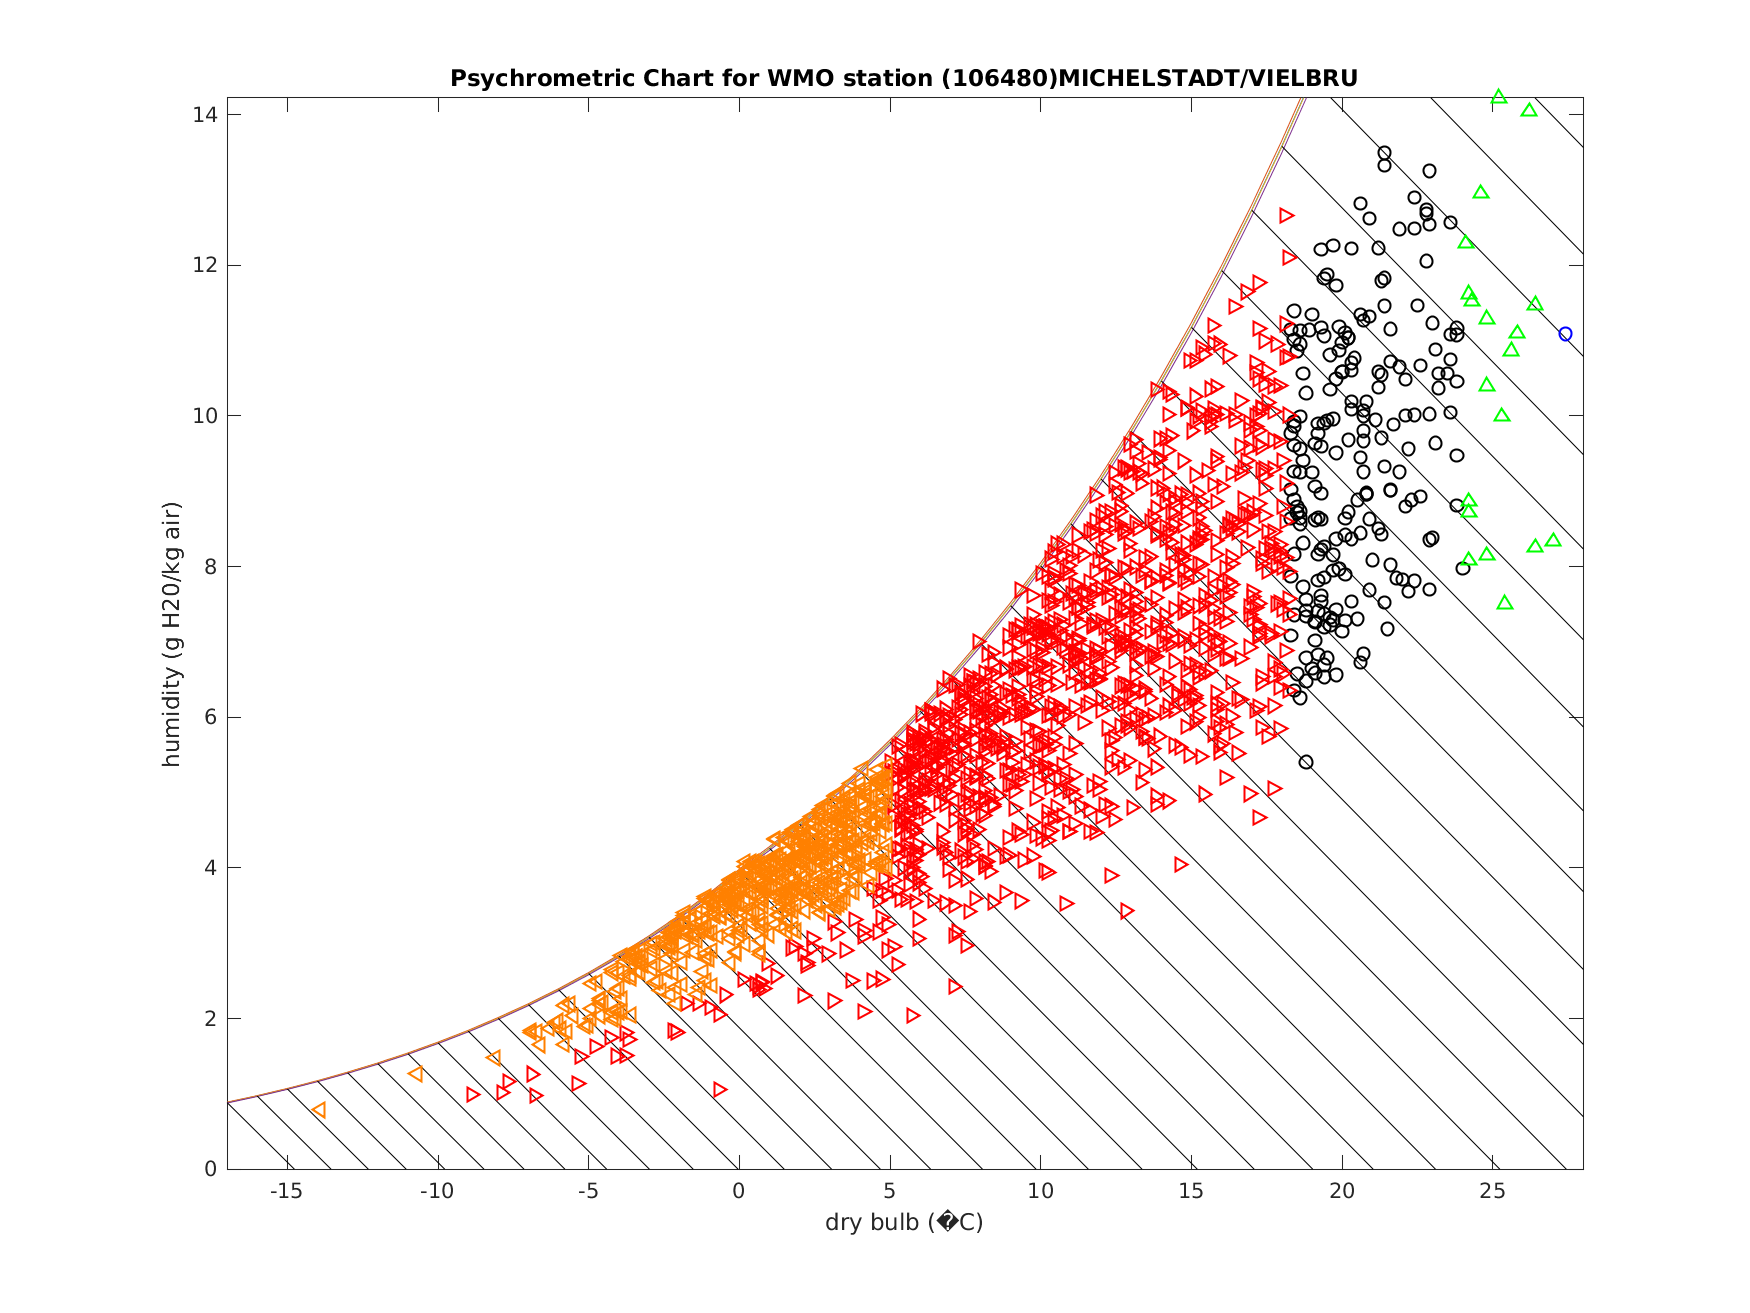 Psychrometric Chart for WMO station (106480)MICHELSTADT/VIELBRU
14
12
10
8
6
4
2
0
humidity (g H20/kg air)
-15 -10 -5 0 5 10 15 20 25
dry bulb (�C)